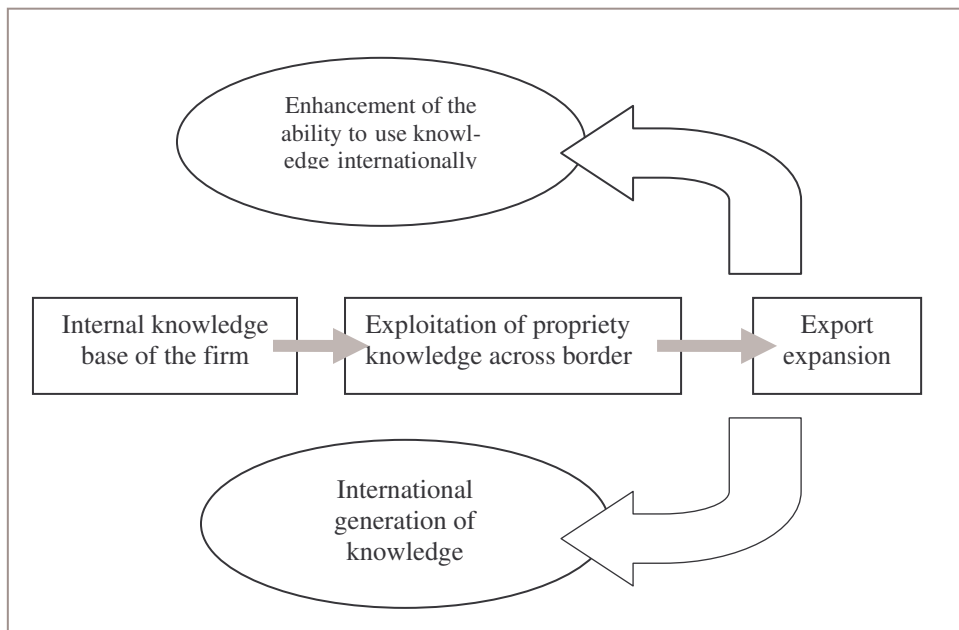 Enhancement of the
ability to use knowl-
edge internationally
Internal knowledge
base of the firm
Exploitation of propriety
knowledge across border
Export
expansion
International
generation of
knowledge